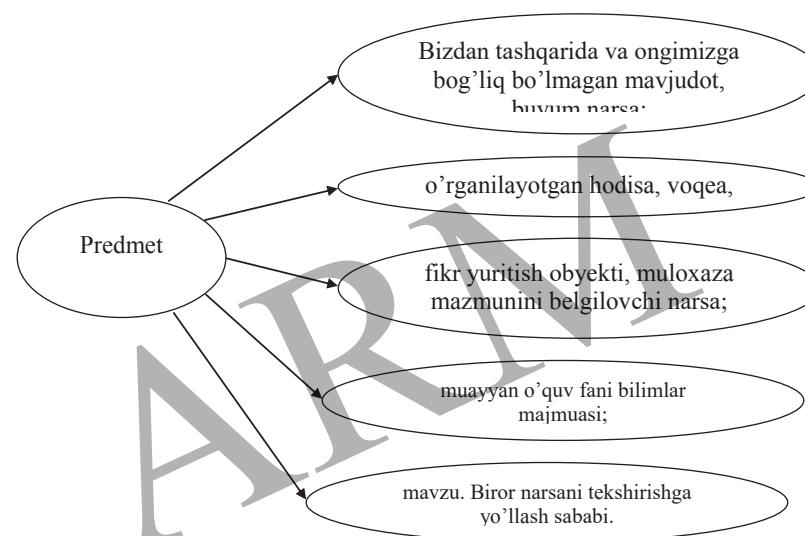 Bizdan tashqarida va ongimizga
bog’liq bo’lmagan mavjudot,
buyum narsa;
o’rganilayotgan hodisa, voqea,
Predmet
fikr yuritish obyekti, muloxaza
mazmunini belgilovchi narsa;
muayyan o’quv fani bilimlar
majmuasi;
mavzu. Biror narsani tekshirishga
yo’llash sababi.
ARM